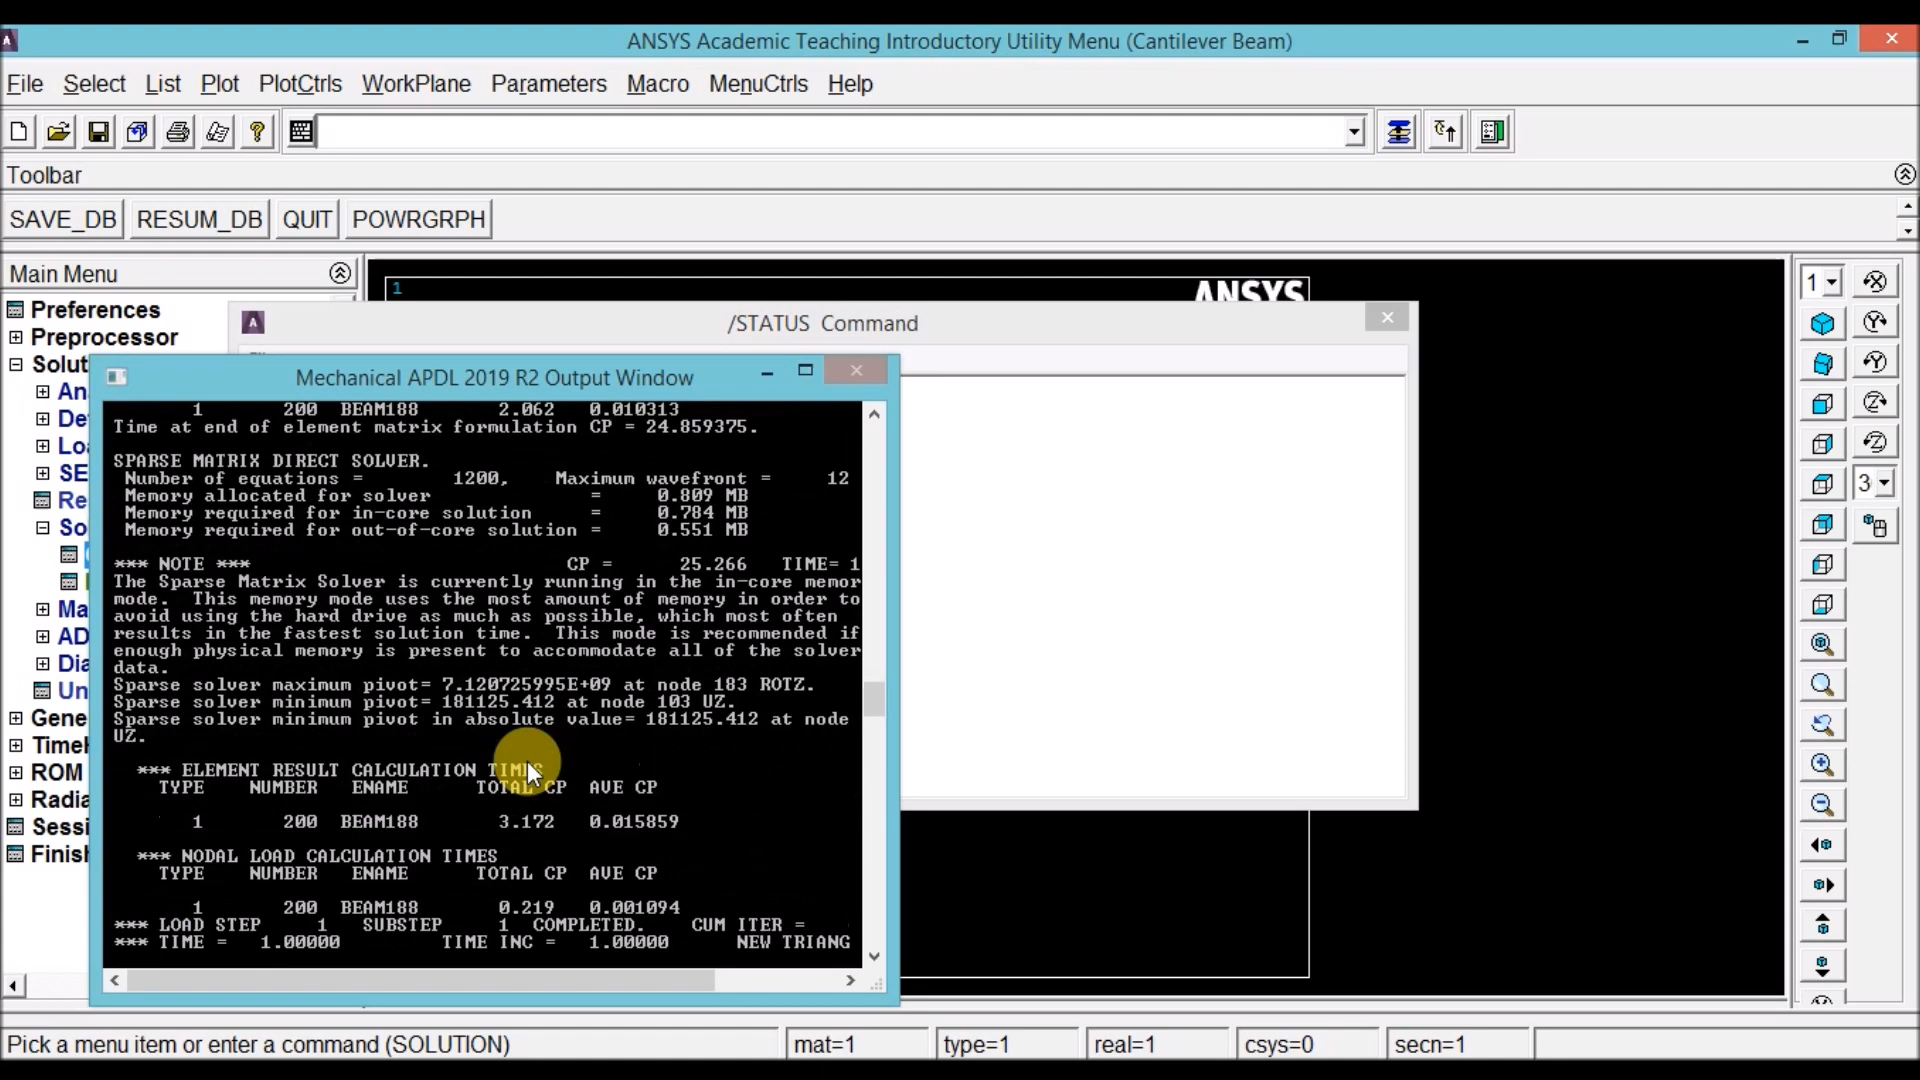 ANSYS Academic Teaching Introductory Utility Menu (Cantilever Beam)
File Select List Plot PlotCtrls WorkPlane Parameters Macro MenuCtrls Help
Toolbar
SAVE_DB RESUM_DB QUIT POWRGRPH
Main Menu
Preferences
Preprocessor
Solut
An
De
Lo
SE
Re
So
Ma
AD
Dia
Un
Gene
Time
ROM
Radia
Sessi
Finis
1
ANSYS
/STATUS Command
Mechanical APDL 2019 R2 Output Window
1 200 BEAM188 2.062 0.010313
Time at end of element matrix formulation CP = 24.859375.
SPARSE MATRIX DIRECT SOLVER.
Number of equations = 1200, Maximum wavefront = 12
Memory allocated for solver = 0.809 MB
Memory required for in-core solution = 0.784 MB
Memory required for out-of-core solution = 0.551 MB
*** NOTE *** CP = 25.266 TIME= 1
The Sparse Matrix Solver is currently running in the in-core memor
mode. This memory mode uses the most amount of memory in order to
avoid using the hard drive as much as possible, which most often
results in the fastest solution time. This mode is recommended if
enough physical memory is present to accommodate all of the solver
data.
Sparse solver maximum pivot= 7.120725995E+09 at node 183 ROTZ.
Sparse solver minimum pivot= 181125.412 at node 103 UZ.
Sparse solver minimum pivot in absolute value= 181125.412 at node
UZ.
*** ELEMENT RESULT CALCULATION TIMES
TYPE NUMBER ENAME TOTAL CP AVE CP
1 200 BEAM188 3.172 0.015859
*** NODAL LOAD CALCULATION TIMES
TYPE NUMBER ENAME TOTAL CP AVE CP
1 200 BEAM188 0.219 0.001094
*** LOAD STEP 1 SUBSTEP 1 COMPLETED. CUM ITER =
*** TIME = 1.00000 TIME INC = 1.00000 NEW TRIANG
1
3
Pick a menu item or enter a command (SOLUTION) mat=1 type=1 real=1 csys=0 secn=1